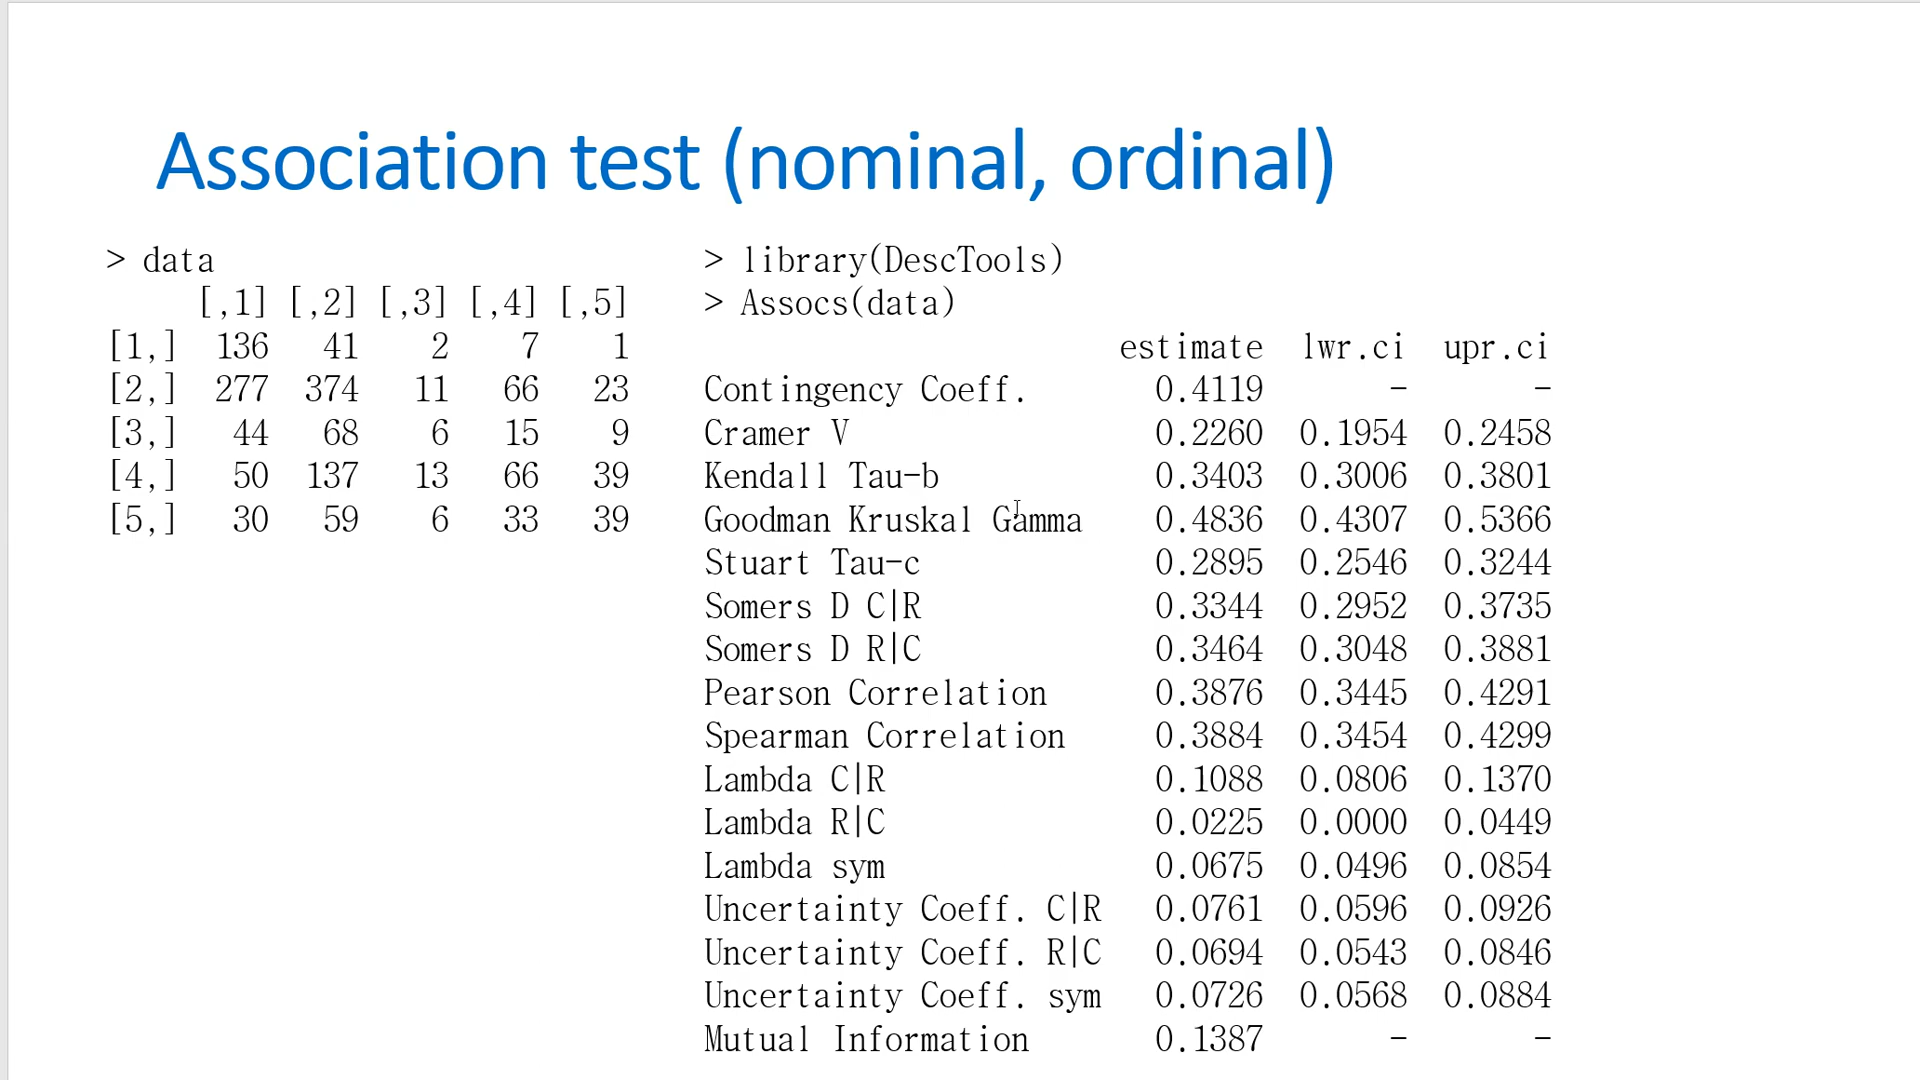 Association test (nominal, ordinal)
> data
[,1] [,2] [,3] [,4] [,5]
[1,] 136 41 2 7 1
[2,] 277 374 11 66 23
[3,] 44 68 6 15 9
[4,] 50 137 13 66 39
[5,] 30 59 6 33 39
> library(DescTools)
> Assocs(data)
estimate lwr.ci upr.ci
Contingency Coeff. 0.4119 - -
Cramer V 0.2260 0.1954 0.2458
Kendall Tau-b 0.3403 0.3006 0.3801
Goodman Kruskal Gamma 0.4836 0.4307 0.5366
Stuart Tau-c 0.2895 0.2546 0.3244
Somers D C|R 0.3344 0.2952 0.3735
Somers D R|C 0.3464 0.3048 0.3881
Pearson Correlation 0.3876 0.3445 0.4291
Spearman Correlation 0.3884 0.3454 0.4299
Lambda C|R 0.1088 0.0806 0.1370
Lambda R|C 0.0225 0.0000 0.0449
Lambda sym 0.0675 0.0496 0.0854
Uncertainty Coeff. C|R 0.0761 0.0596 0.0926
Uncertainty Coeff. R|C 0.0694 0.0543 0.0846
Uncertainty Coeff. sym 0.0726 0.0568 0.0884
Mutual Information 0.1387 - -